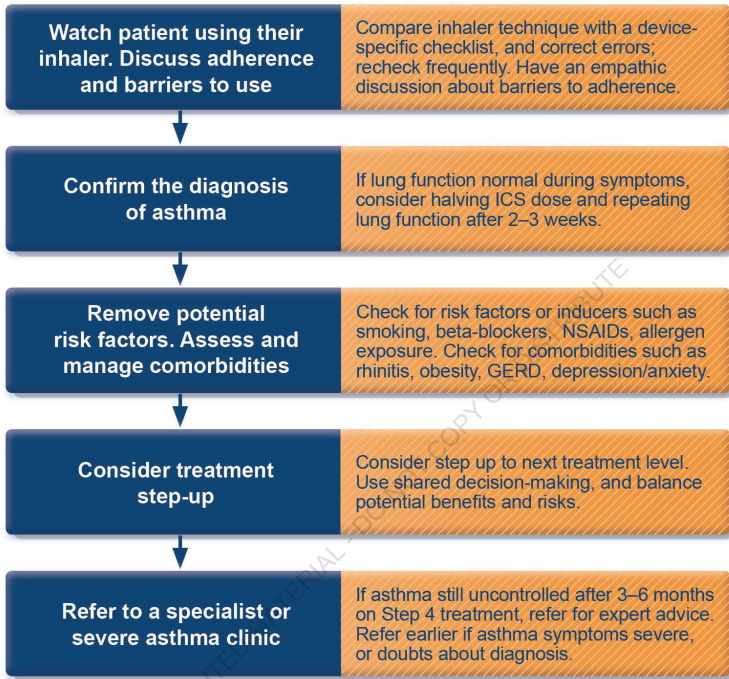 Watch patient using their
inhaler. Discuss adherence
and barriers to use
Compare inhaler technique with a device-
specific checklist, and correct errors;
recheck frequently. Have an empathic
discussion about barriers to adherence.
Confirm the diagnosis
of asthma
If lung function normal during symptoms,
consider halving ICS dose and repeating
lung function after 2–3 weeks.
Remove potential
risk factors. Assess and
manage comorbidities
Check for risk factors or inducers such as
smoking, beta-blockers, NSAIDs, allergen
exposure. Check for comorbidities such as
rhinitis, obesity, GERD, depression/anxiety.
Consider treatment
step-up
Consider step up to next treatment level.
Use shared decision-making, and balance
potential benefits and risks.
Refer to a specialist or
severe asthma clinic
If asthma still uncontrolled after 3–6 months
on Step 4 treatment, refer for expert advice.
Refer earlier if asthma symptoms severe,
or doubts about diagnosis.
MATERIAL - DO NOT COPY OR DISTRIBUTE